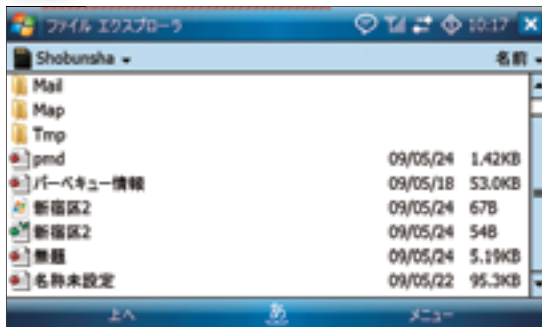 ファイル エクスプローラ 10:17
Shobunsha 名前
Mail
Map
Tmp
pmd 09/05/24 1.42KB
バーベキュー情報 09/05/18 53.0KB
新宿区2 09/05/24 67B
新宿区2 09/05/24 54B
無題 09/05/24 5.19KB
名称未設定 09/05/22 95.3KB
上へ あ メニュー